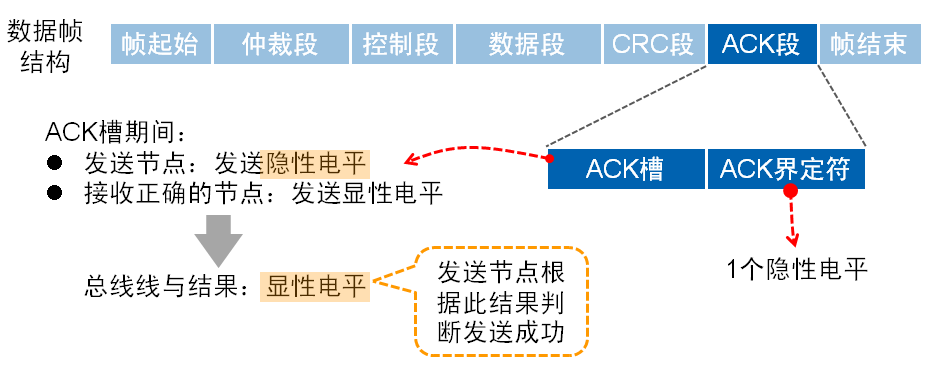 数据帧
结构
帧起始 仲裁段 控制段 数据段 CRC段 ACK段 帧结束
ACK槽期间：
● 发送节点：发送隐性电平
● 接收正确的节点：发送显性电平
ACK槽 ACK界定符
1个隐性电平
总线线与结果：显性电平
发送节点根
据此结果判
断发送成功